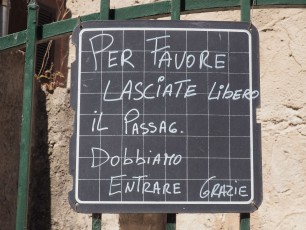 PER FAVORE
LASCIATE LIBERO
iL PASSAG.
DOBBIAMO
ENTRARE GRAZIE